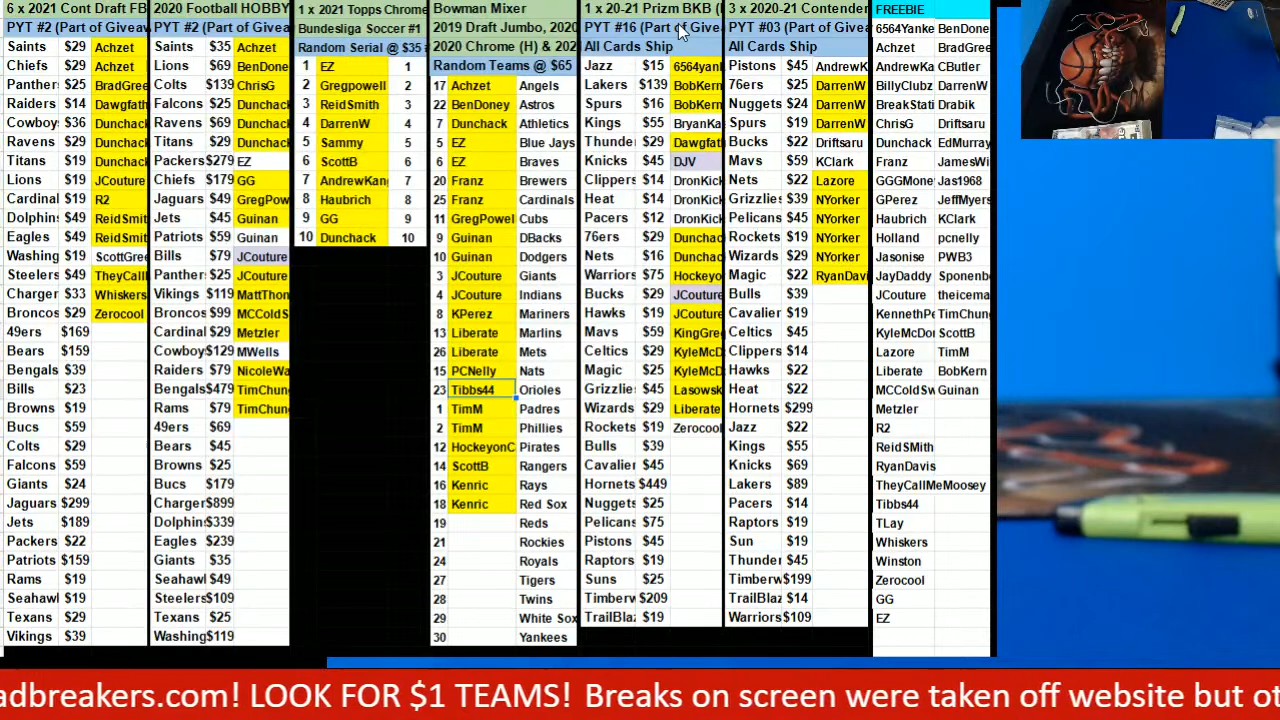 6 x 2021 Cont Draft FB
PYT #2 (Part of Giveaw
Saints $29 Achzet
Chiefs $29 Achzet
Panther $25 BradGree
Raiders $14 Dawgfath
Cowboy $36 Dunchack
Ravens $29 Dunchack
Titans $19 Dunchack
Lions $19 JCouture
Cardinal $19 R2
Dolphin $49 ReidSmit
Eagles $49 ReidSmit
Washing $19 ScottGree
Steelers $49 TheyCall
Charger $33 Whiskers
Broncos $29 Zerocool
49ers $169
Bears $159
Bengals $39
Bills $23
Browns $19
Bucs $59
Colts $29
Falcons $59
Giants $24
Jaguars $299
Jets $189
Packers $22
Patriots $159
Rams $19
Seahaw $19
Texans $29
Vikings $39
2020 Football HOBBY
PYT #2 (Part of Giveaw
Saints $35 Achzet
Lions $69 BenDone
Colts $139 ChrisG
Falcons $25 Dunchack
Ravens $69 Dunchack
Titans $29 Dunchack
Packers $279 EZ
Chiefs $179 GG
Jaguars $49 GregPow
Jets $45 Guinan
Patriots $59 Guinan
Bills $79 JCouture
Panther $25 JCouture
Vikings $119 MattThon
Bronco $99 MCColdS
Cardina $29 Metzler
Cowboy $129 MWells
Raiders $79 NicoleWa
Bengals $479 TimChun
Rams $79 TimChun
49ers $69
Bears $45
Browns $25
Bucs $179
Charger $899
Dolphin $339
Eagles $239
Giants $35
Seahawl $49
Steelers $109
Texans $25
Washing $119
1 x 2021 Topps Chrome
Bundesliga Soccer #1
Random Serial @ $35
1 EZ 1
2 Gregpowell 2
3 ReidSmith 3
4 DarrenW 4
5 Sammy 5
6 ScottB 6
7 AndrewKan 7
8 Haubrich 8
9 GG 9
10 Dunchack 10
Bowman Mixer
2019 Draft Jumbo, 2020
2020 Chrome (H) & 202
Random Teams @ $65
17 Achzet Angels
22 BenDoney Astros
7 Dunchack Athletics
5 EZ Blue Jays
6 EZ Braves
20 Franz Brewers
25 Franz Cardinals
11 GregPowel Cubs
9 Guinan DBacks
10 Guinan Dodgers
3 JCouture Giants
4 JCouture Indians
8 KPerez Mariners
13 Liberate Marlins
26 Liberate Mets
15 PCNelly Nats
23 Tibbs44 Orioles
1 TimM Padres
2 TimM Phillies
12 HockeyonC Pirates
14 ScottB Rangers
16 Kenric Rays
18 Kenric Red Sox
19 Reds
21 Rockies
24 Royals
27 Tigers
28 Twins
29 White Sox
30 Yankees
1 x 20-21 Prizm BKB (
PYT #16 (Part of Givea
All Cards Ship
Jazz $15 6564yan
Lakers $139 BobKern
Spurs $16 BobKern
Kings $55 BryanKa
Thunde $29 Dawgfat
Knicks $45 DJV
Clippers $14 DronKick
Heat $14 DronKick
Pacers $12 DronKick
76ers $29 Dunchac
Nets $16 Dunchac
Warriors $75 Hockeyo
Bucks $29 JCouture
Hawks $19 JCouture
Mavs $59 KingGre
Celtics $29 KyleMcD
Magic $25 KyleMcD
Grizzlie $45 Lasowsk
Wizards $29 Liberate
Rockets $19 Zerocool
Bulls $39
Cavalier $45
Hornets $449
Nuggets $25
Pelican $75
Pistons $45
Raptors $19
Suns $25
Timberw $209
TrailBlaz $19
3 x 2020-21 Contender
PYT #03 (Part of Givea
All Cards Ship
Pistons $45 AndrewK
76ers $25 DarrenW
Nuggets $24 DarrenW
Spurs $19 DarrenW
Bucks $22 Driftsaru
Mavs $59 KClark
Nets $22 Lazore
Grizzlies $39 NYorker
Pelicans $45 NYorker
Rockets $19 NYorker
Wizards $29 NYorker
Magic $22 RyanDavi
Bulls $39
Cavalier $19
Celtics $45
Clippers $14
Hawks $22
Heat $22
Hornets $299
Jazz $22
Kings $55
Knicks $69
Lakers $89
Pacers $14
Raptors $19
Sun $19
Thunder $45
Timberw $199
TrailBlaz $14
Warriors $109
FREEBIE
6564Yanke BenDone
Achzet BradGree
AndrewKa CButler
BillyClubz Darnium
BreakStati Drabik
ChrisG Driftsaru
Dunchack EdMurray
Franz JamesWi
GGGMone Jas1968
GPerez JeffMyers
Haubrich KClark
Holland pcnelly
Jasonise PWB3
JayDaddy Sponenb
JCouture theicema
KennethPe TimChung
KyleMcDo ScottB
Lazore TimM
Liberate BobKern
MCColdSw Guinan
Metzler
R2
ReidSMith
RyanDavis
TheyCallMeMoosey
Tibbs44
TLay
Whiskers
Winston
Zerocool
GG
EZ
adbreakers.com! LOOK FOR $1 TEAMS! Breaks on screen were taken off website but ot